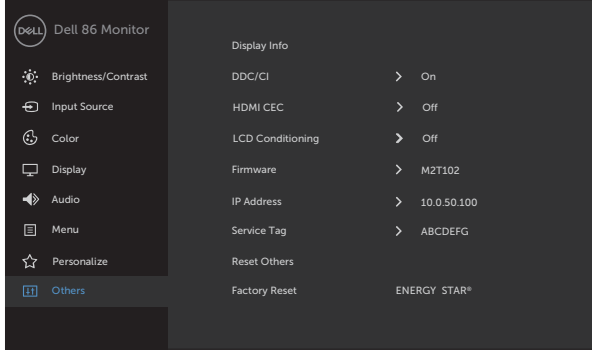 DELL Dell 86 Monitor
Display Info
Brightness/Contrast DDC/CI On
Input Source HDMI CEC Off
Color LCD Conditioning Off
Display Firmware M2T102
Audio IP Address 10.0.50.100
Menu Service Tag ABCDEFG
Personalize Reset Others
Others Factory Reset ENERGY STAR®